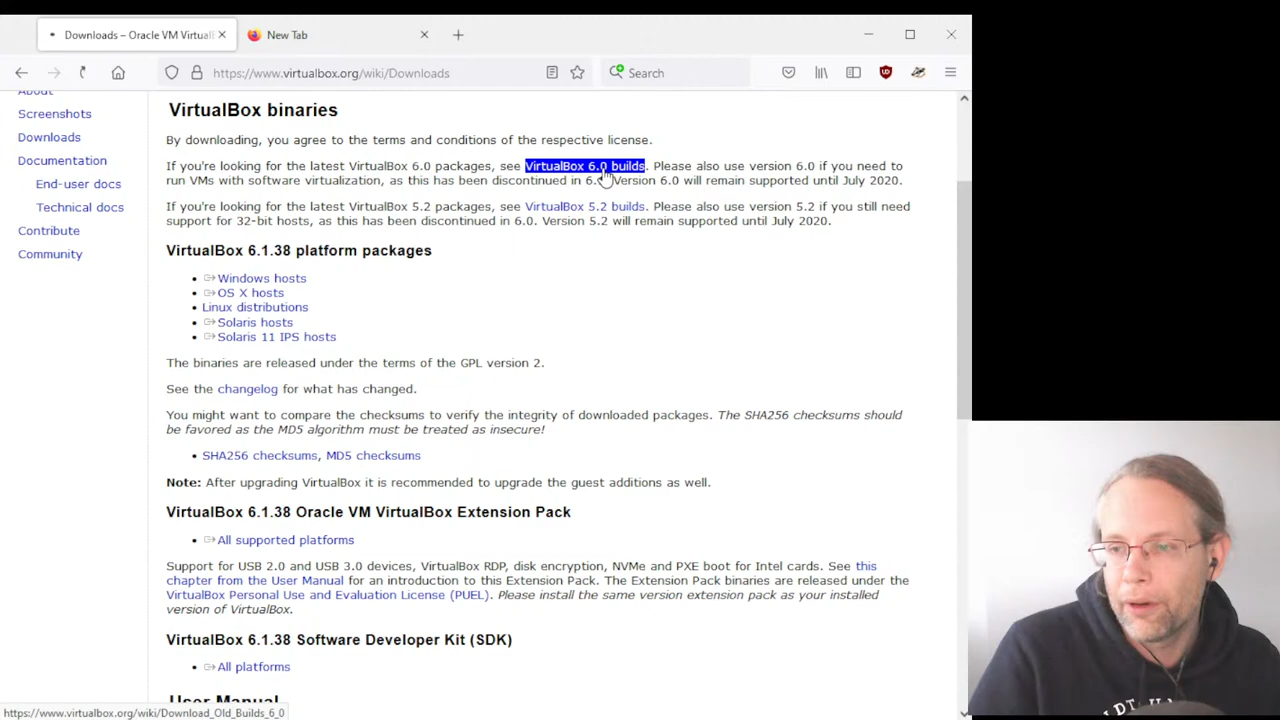 Downloads – Oracle VM Virtuall
New Tab
https://www.virtualbox.org/wiki/Downloads
Search
About
Screenshots
Downloads
Documentation
End-user docs
Technical docs
Contribute
Community
VirtualBox binaries
By downloading, you agree to the terms and conditions of the respective license.
If you're looking for the latest VirtualBox 6.0 packages, see VirtualBox 6.0 builds. Please also use version 6.0 if you need to
run VMs with software virtualization, as this has been discontinued in 6. Version 6.0 will remain supported until July 2020.
If you're looking for the latest VirtualBox 5.2 packages, see VirtualBox 5.2 builds. Please also use version 5.2 if you still need
support for 32-bit hosts, as this has been discontinued in 6.0. Version 5.2 will remain supported until July 2020.
VirtualBox 6.1.38 platform packages
Windows hosts
OS X hosts
Linux distributions
Solaris hosts
Solaris 11 IPS hosts
The binaries are released under the terms of the GPL version 2.
See the changelog for what has changed.
You might want to compare the checksums to verify the integrity of downloaded packages. The SHA256 checksums should
be favored as the MD5 algorithm must be treated as insecure!
SHA256 checksums, MD5 checksums
Note: After upgrading VirtualBox it is recommended to upgrade the guest additions as well.
VirtualBox 6.1.38 Oracle VM VirtualBox Extension Pack
All supported platforms
Support for USB 2.0 and USB 3.0 devices, VirtualBox RDP, disk encryption, NVMe and PXE boot for Intel cards. See this
chapter from the User Manual for an introduction to this Extension Pack. The Extension Pack binaries are released under the
VirtualBox Personal Use and Evaluation License (PUEL). Please install the same version extension pack as your installed
version of VirtualBox.
VirtualBox 6.1.38 Software Developer Kit (SDK)
All platforms
User Manual
https://www.virtualbox.org/wiki/Download_Old_Builds_6_0